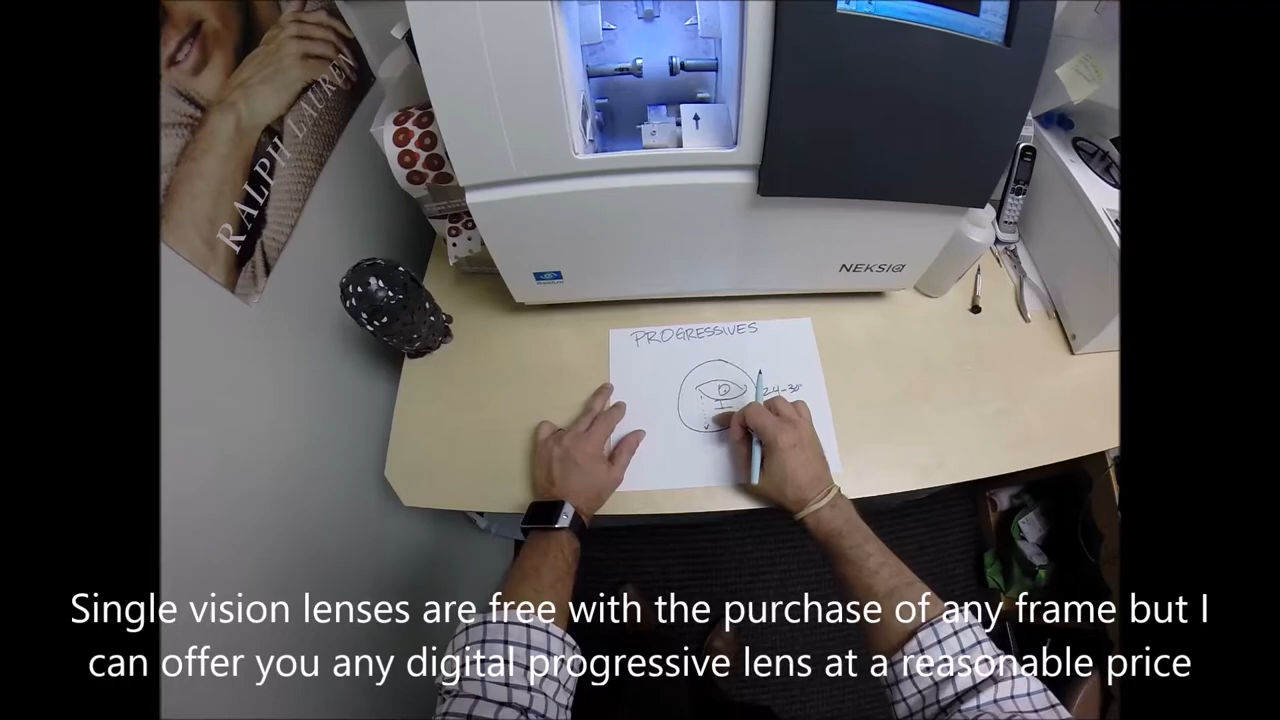 RALPH LAUREN
NEKSIA
PROGRESSIVES
24-30
Single vision lenses are free with the purchase of any frame but I
can offer you any digital progressive lens at a reasonable price